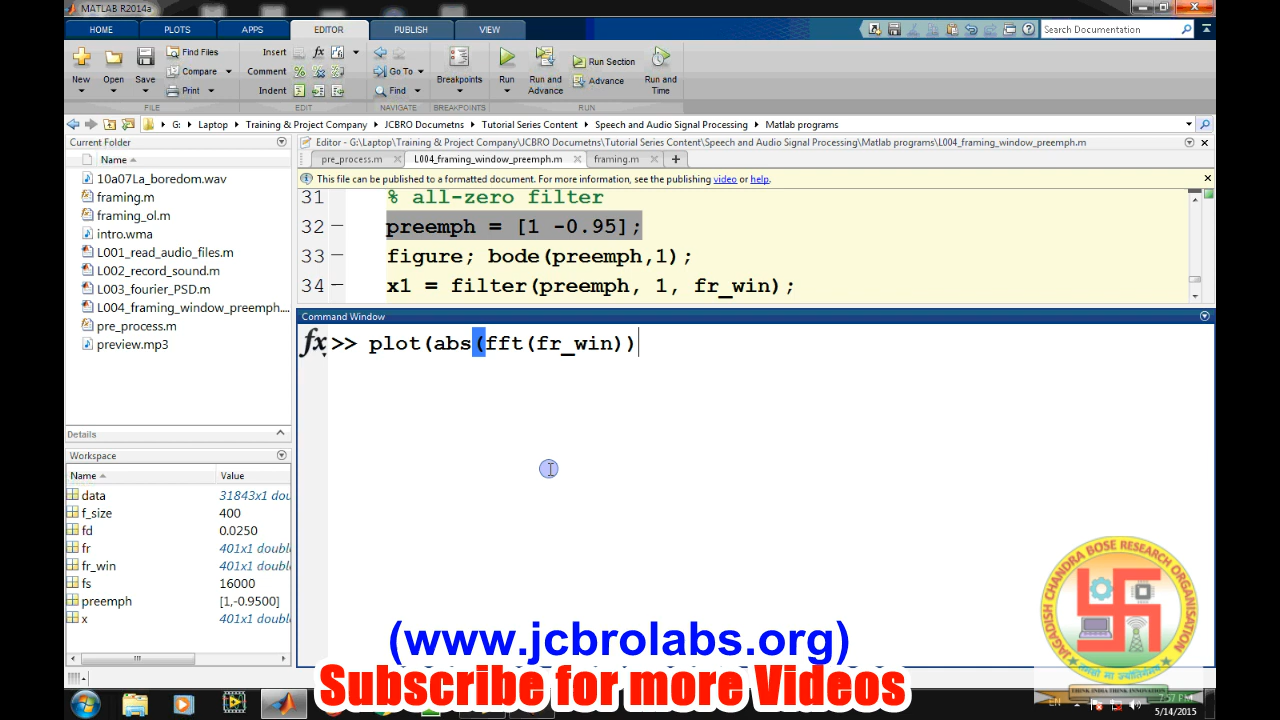 MATLAB R2014a
HOME
PLOTS
APPS
EDITOR
PUBLISH
VIEW
Search Documentation
New
Open
Save
Find Files
Compare
Print
Insert
Comment
Indent
Go To
Find
Breakpoints
Run
Run and Advance
Run Section
Advance
Run and Time
FILE
EDIT
NAVIGATE
BREAKPOINTS
RUN
G: Laptop Training & Project Company JCBRO Documetns Tutorial Series Content Speech and Audio Signal Processing Matlab programs
Current Folder
Name
10a07La_boredom.wav
framing.m
framing_ol.m
intro.wma
L001_read_audio_files.m
L002_record_sound.m
L003_fourier_PSD.m
L004_framing_window_preemph....
pre_process.m
preview.mp3
Details
Workspace
Name Value
data 31843x1 dou
f_size 400
fd 0.0250
fr 401x1 double
fr_win 401x1 double
fs 16000
preemph [1,-0.9500]
x 401x1 double
Editor - G:\Laptop\Training & Project Company\JCBRO Documetns\Tutorial Series Content\Speech and Audio Signal Processing\Matlab programs\L004_framing_window_preemph.m
pre_process.m
L004_framing_window_preemph.m
framing.m
This file can be published to a formatted document. For more information, see the publishing video or help.
31 % all-zero filter
32 – preemph = [1 -0.95];
33 – figure; bode(preemph,1);
34 – x1 = filter(preemph, 1, fr_win);
Command Window
fx >> plot(abs(fft(fr_win))
JAGADISH CHANDRA BOSE RESEARCH ORGANISATION
THINK INDIA THINK INNOVATION
(www.jcbrolabs.org)
Subscribe for more Videos
EN
7:57 PM
5/14/2015